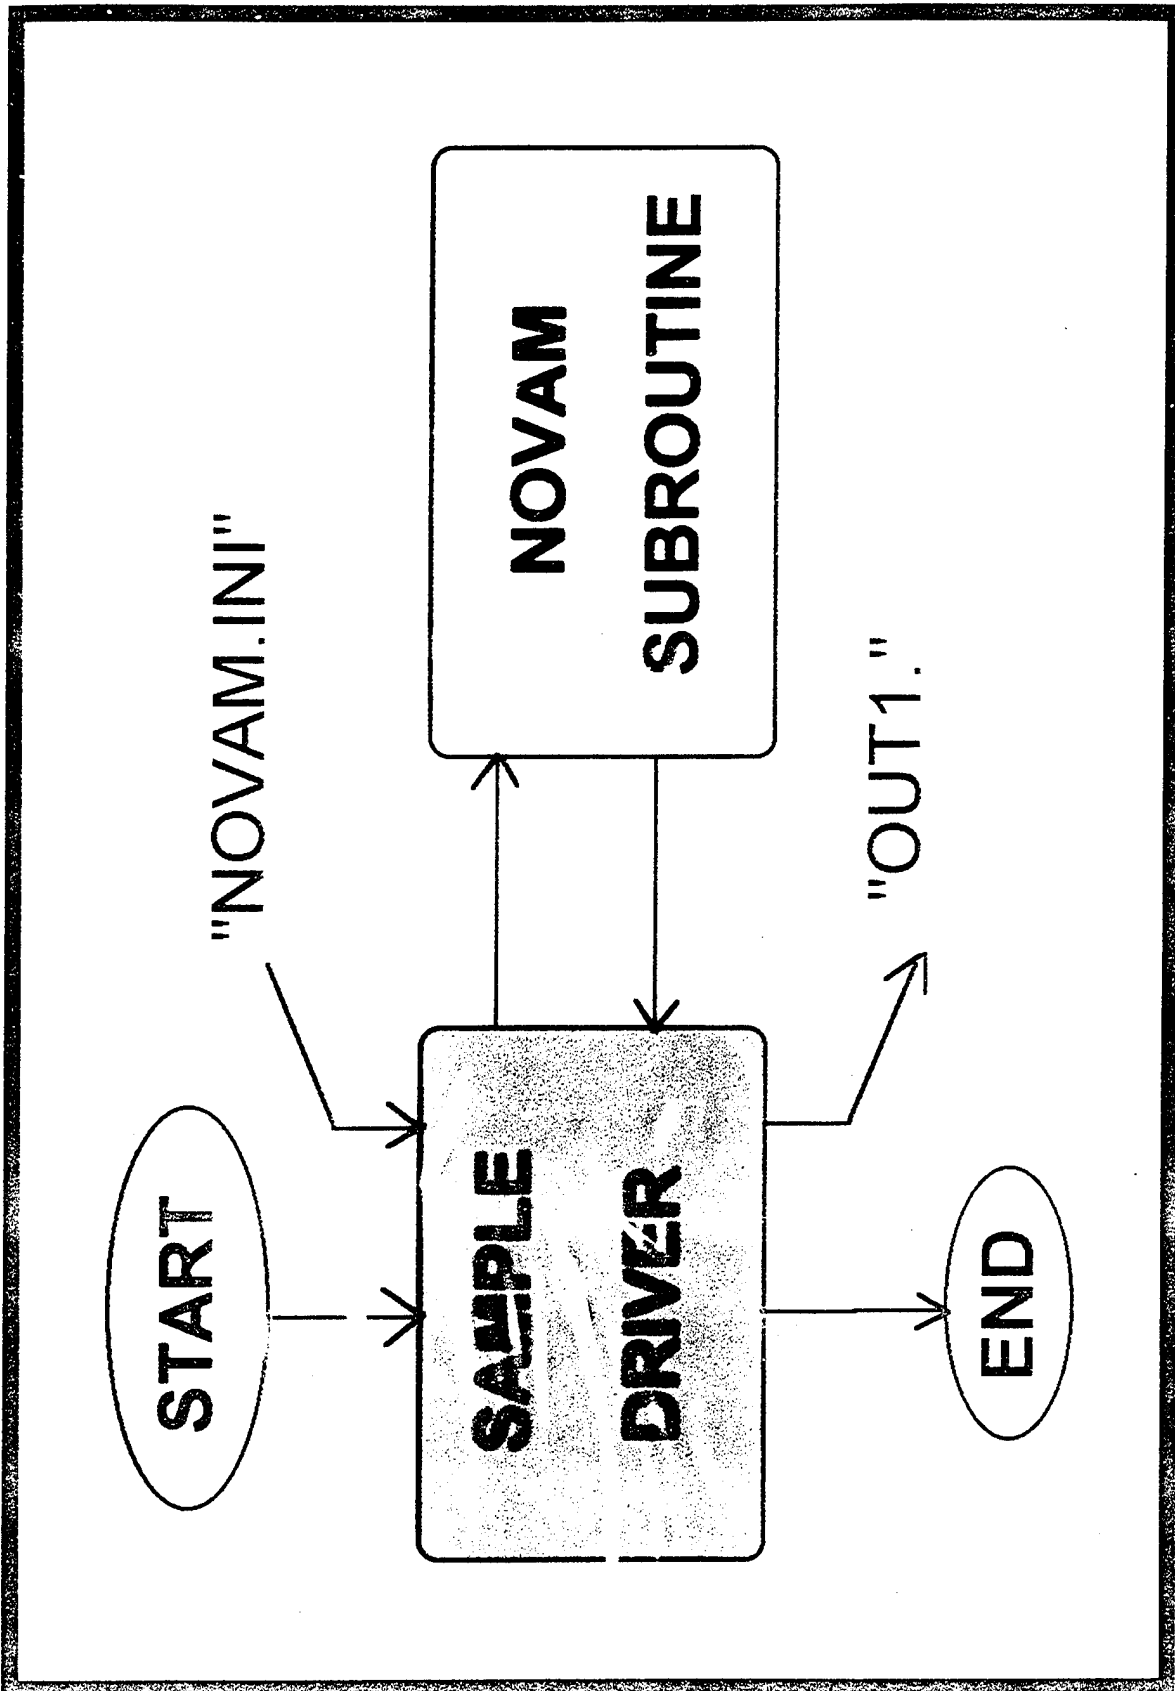 START
"NOVAM.INI"
SAMPLE
DRIVER
NOVAM
SUBROUTINE
"OUT1."
END